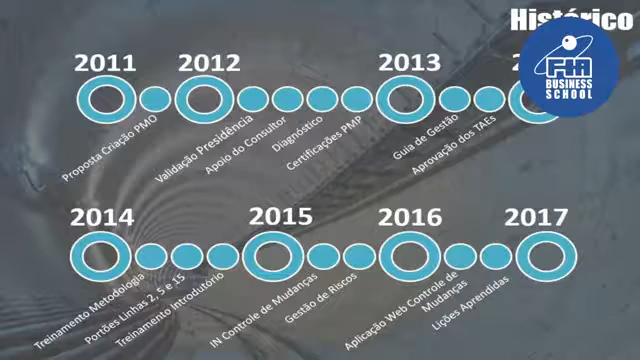 Histórico
FIA
BUSINESS
SCHOOL
2011
2012
2013
Proposta Criação PMO
Validação Presidência
Apoio do Consultor
Diagnóstico
Certificações PMP
Guia de Gestão
Aprovação dos TAEs
2014
2015
2016
2017
Treinamento Metodologia
Portões Linhas 2, 5 e 15
Treinamento Introdutório
IN Controle de Mudanças
Gestão de Riscos
Aplicação Web Controle de
Mudanças
Lições Aprendidas